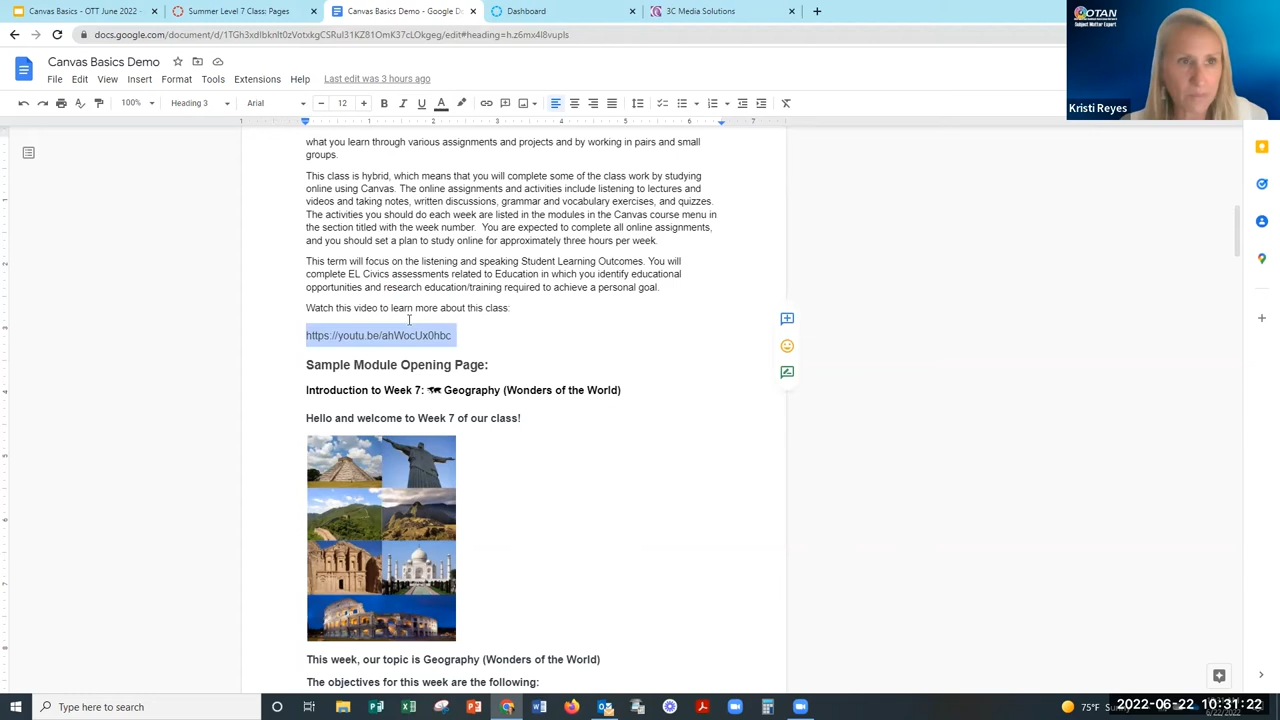 Canvas Basics - OTT June 2022 -
Summer Level 7 Class: Pages
Canvas Basics Demo - Google Do
Dashboard
3C Media Solutions
Canvas Basics Demo
File Edit View Insert Format Tools Extensions Help Last edit was 3 hours ago
100% Heading 3 Arial 12
OTAN
Subject Matter Expert
Kristi Reyes
what you learn through various assignments and projects and by working in pairs and small
groups.
This class is hybrid, which means that you will complete some of the class work by studying
online using Canvas. The online assignments and activities include listening to lectures and
videos and taking notes, written discussions, grammar and vocabulary exercises, and quizzes.
The activities you should do each week are listed in the modules in the Canvas course menu in
the section titled with the week number. You are expected to complete all online assignments,
and you should set a plan to study online for approximately three hours per week.
This term will focus on the listening and speaking Student Learning Outcomes. You will
complete EL Civics assessments related to Education in which you identify educational
opportunities and research education/training required to achieve a personal goal.
Watch this video to learn more about this class:
https://youtu.be/ahWocUx0hbc
Sample Module Opening Page:
Introduction to Week 7: 🗺 Geography (Wonders of the World)
Hello and welcome to Week 7 of our class!
This week, our topic is Geography (Wonders of the World)
The objectives for this week are the following:
Type here to search
75°F
2022-06-22 10:31:22